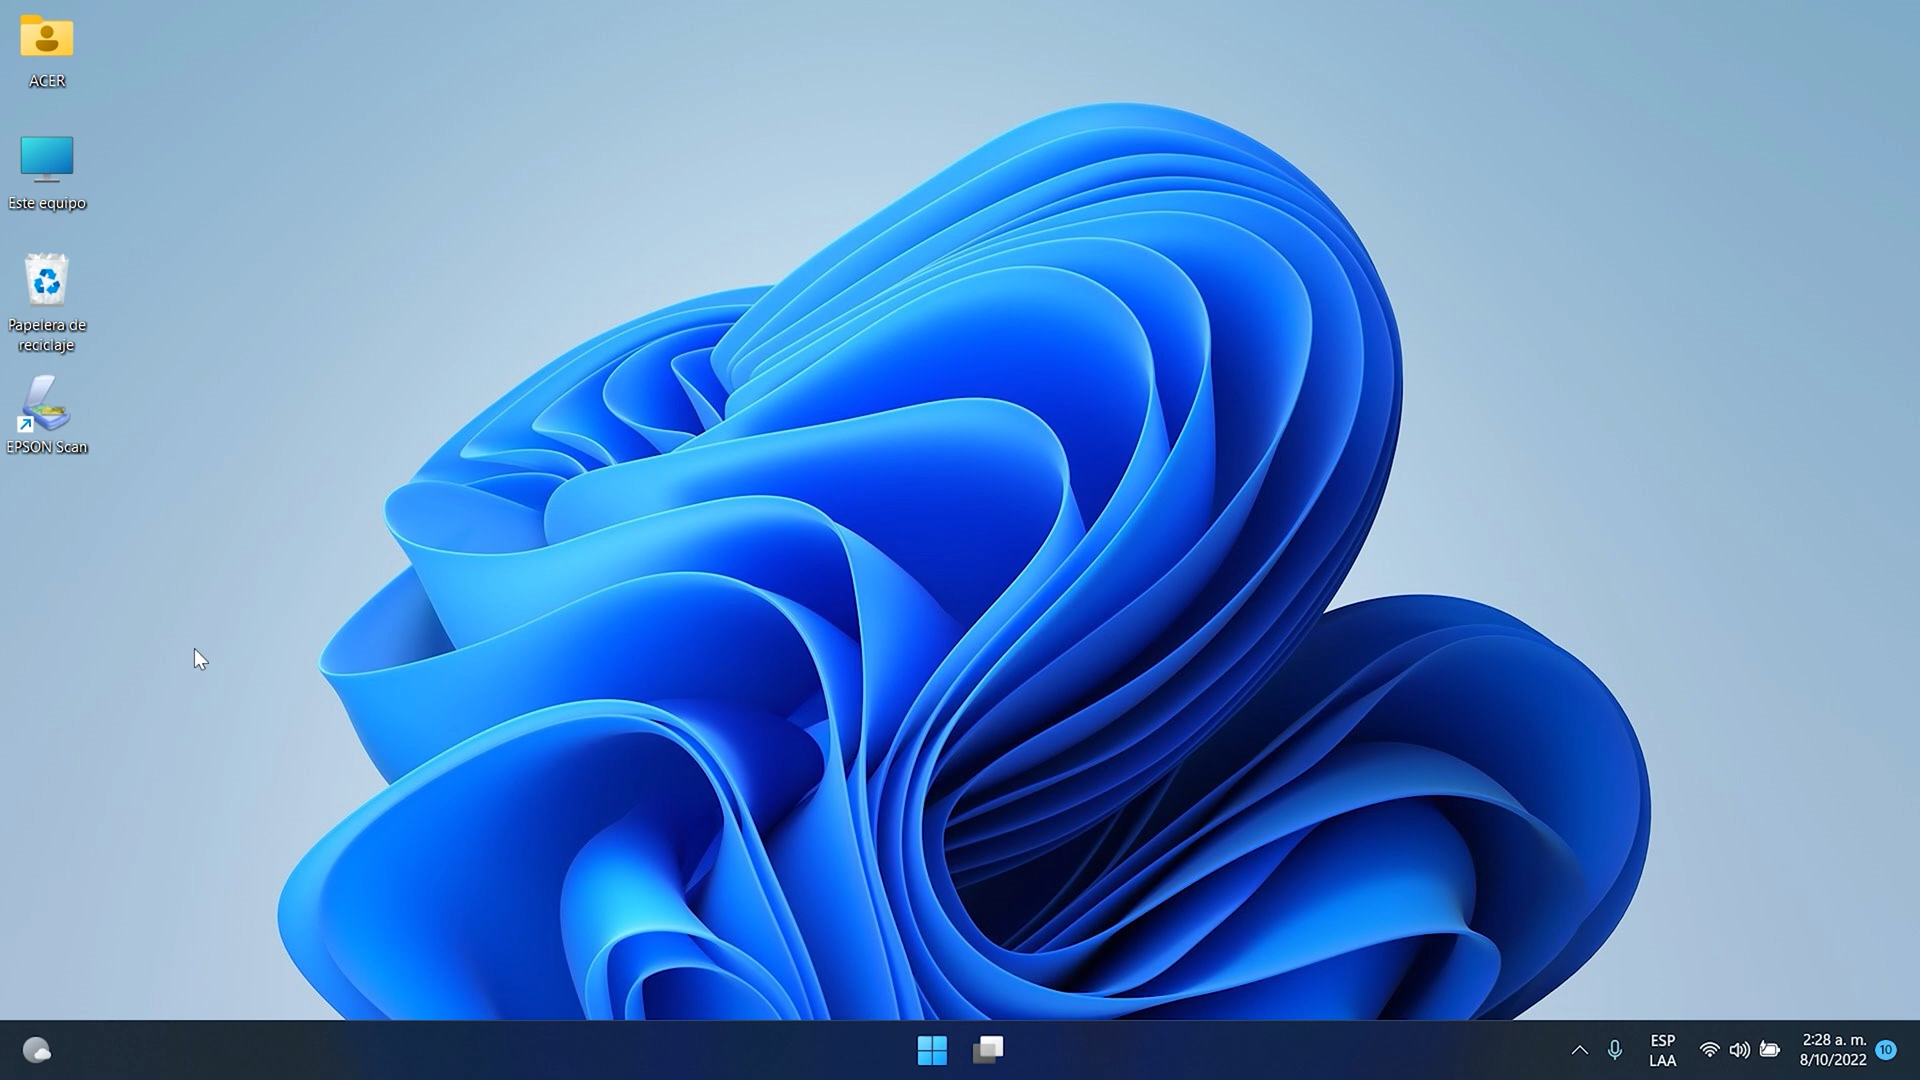 ACER
Este equipo
Papelera de
reciclaje
EPSON Scan
ESP
LAA
2:28 a. m.
8/10/2022
10